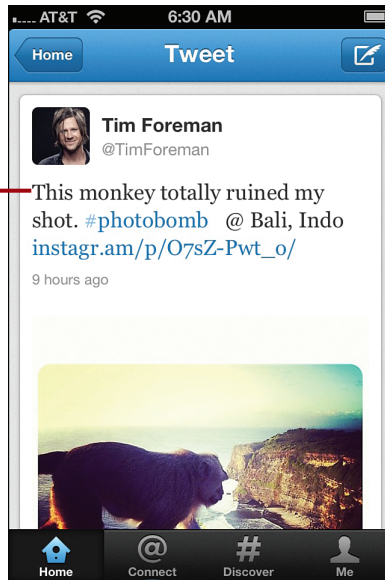 ..... AT&T 6:30 AM
Home Tweet
Tim Foreman
@TimForeman
This monkey totally ruined my
shot. #photobomb @ Bali, Indo
instagr.am/p/O7sZ-Pwt_o/
9 hours ago
@ #
Home Connect Discover Me